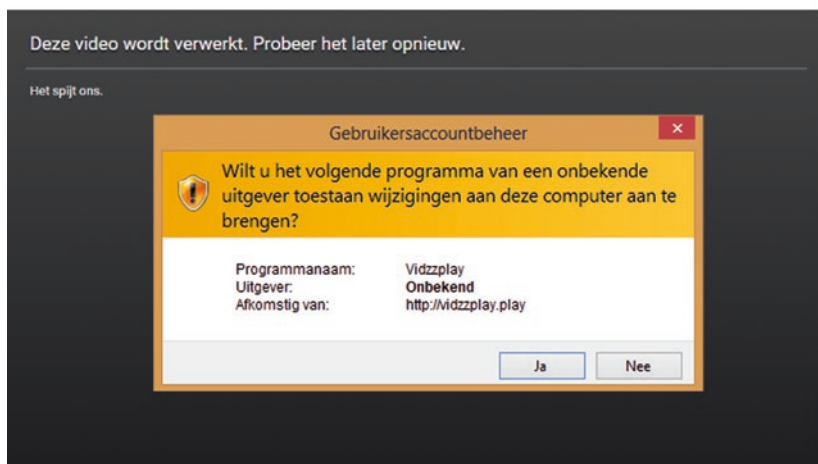 Deze video wordt verwerkt. Probeer het later opnieuw.
Het spijt ons.
Gebruikersaccountbeheer
Wilt u het volgende programma van een onbekende
uitgever toestaan wijzigingen aan deze computer aan te
brengen?
Programmanaam: Vidzzplay
Uitgever: Onbekend
Afkomstig van: http://vidzzplay.play
Ja Nee